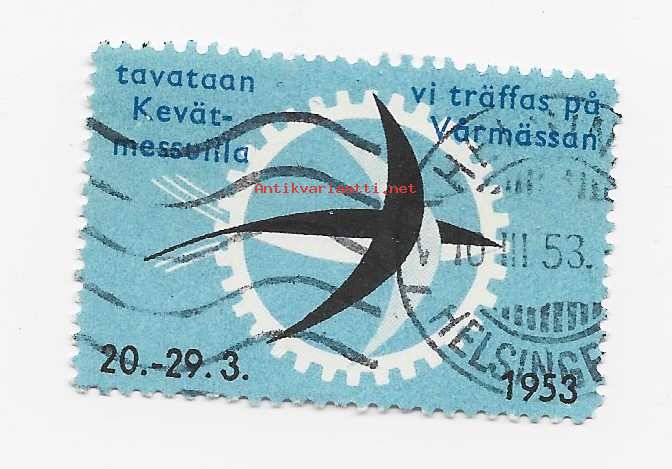 tavataan
Kevät-
messuilla
vi träffas på
Vårmässan
Antikvariaatti.net
10 III 53.
HELSINGF
20.-29.3.
1953